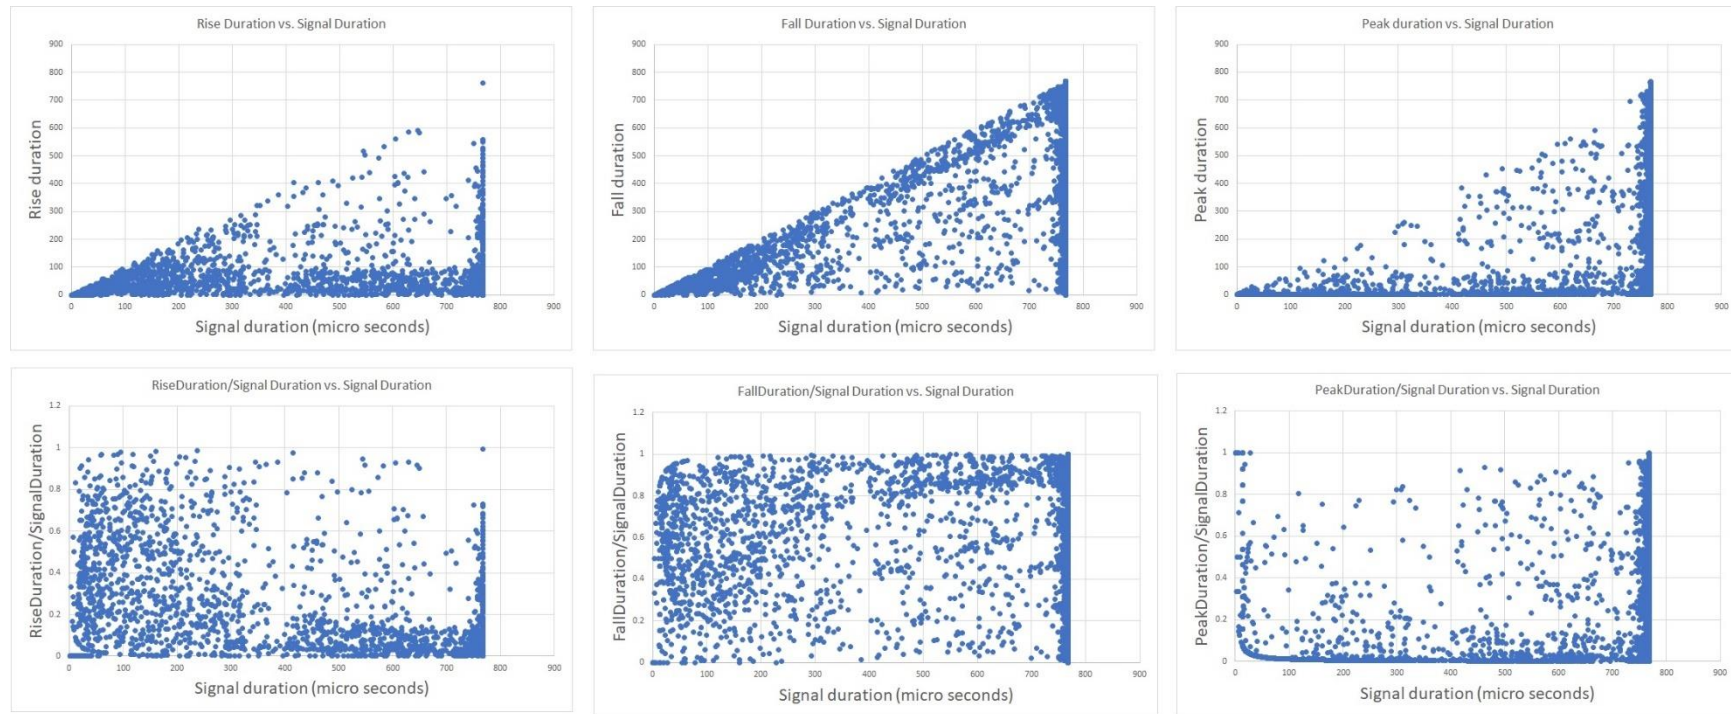 Rise Duration vs. Signal Duration
900
800
700
600
500
400
300
200
100
0
Rise duration
0 100 200 300 400 500 600 700 800 900
Signal duration (micro seconds)
Fall Duration vs. Signal Duration
900
800
700
600
500
400
300
200
100
0
Fall duration
0 100 200 300 400 500 600 700 800 900
Signal duration (micro seconds)
Peak duration vs. Signal Duration
900
800
700
600
500
400
300
200
100
0
Peak duration
0 100 200 300 400 500 600 700 800 900
Signal duration (micro seconds)
RiseDuration/Signal Duration vs. Signal Duration
1.2
1
0.8
0.6
0.4
0.2
0
RiseDuration/SignalDuration
0 100 200 300 400 500 600 700 800 900
Signal duration (micro seconds)
FallDuration/Signal Duration vs. Signal Duration
1.2
1
0.8
0.6
0.4
0.2
0
FallDuration/SignalDuration
0 100 200 300 400 500 600 700 800 900
Signal duration (micro seconds)
PeakDuration/Signal Duration vs. Signal Duration
1.2
1
0.8
0.6
0.4
0.2
0
PeakDuration/SignalDuration
0 100 200 300 400 500 600 700 800 900
Signal duration (micro seconds)